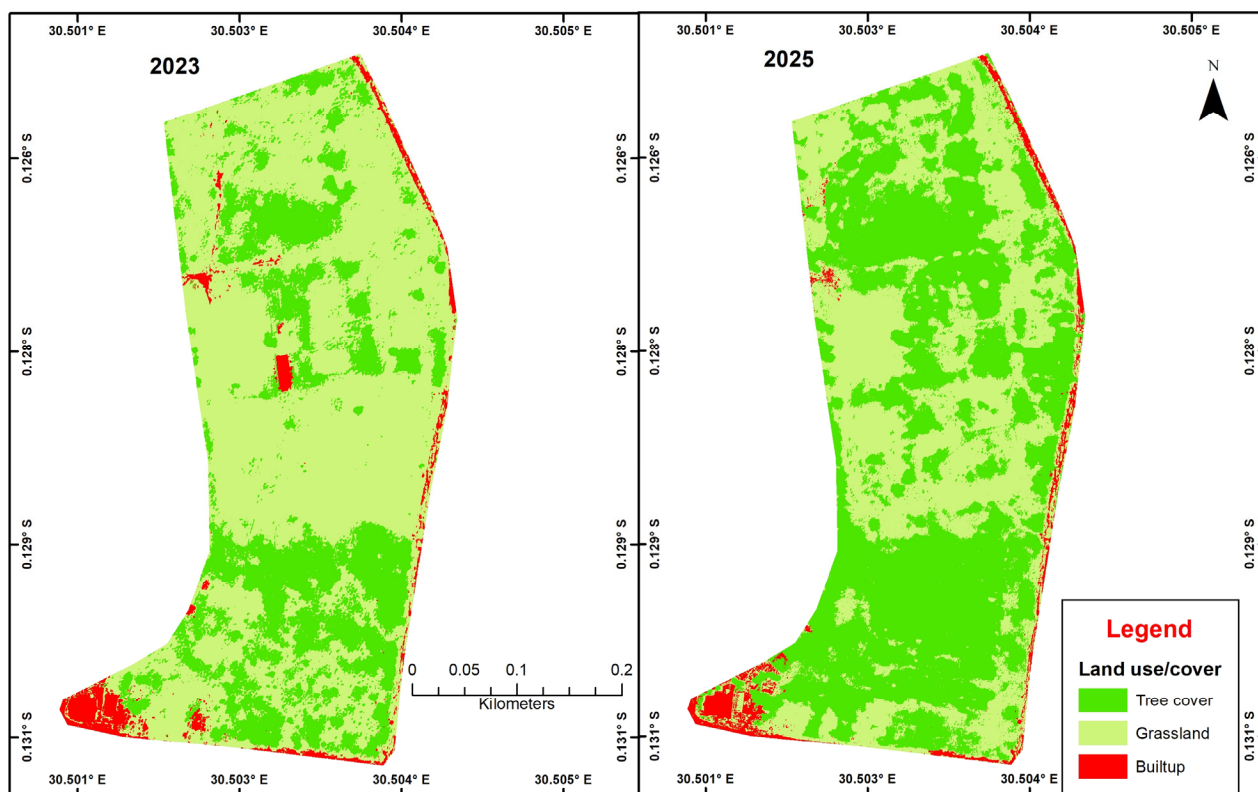 30.501° E 30.503° E 30.504° E 30.505° E
30.501° E 30.503° E 30.504° E 30.505° E
2023
2025
N
0.126° S 0.126° S 0.126° S
0.128° S 0.128° S 0.128° S
0.129° S 0.129° S 0.129° S
0.131° S 0.131° S 0.131° S
0 0.05 0.1 0.2
Kilometers
Legend
Land use/cover
Tree cover
Grassland
Builtup
30.501° E 30.503° E 30.504° E 30.505° E
30.501° E 30.503° E 30.504° E